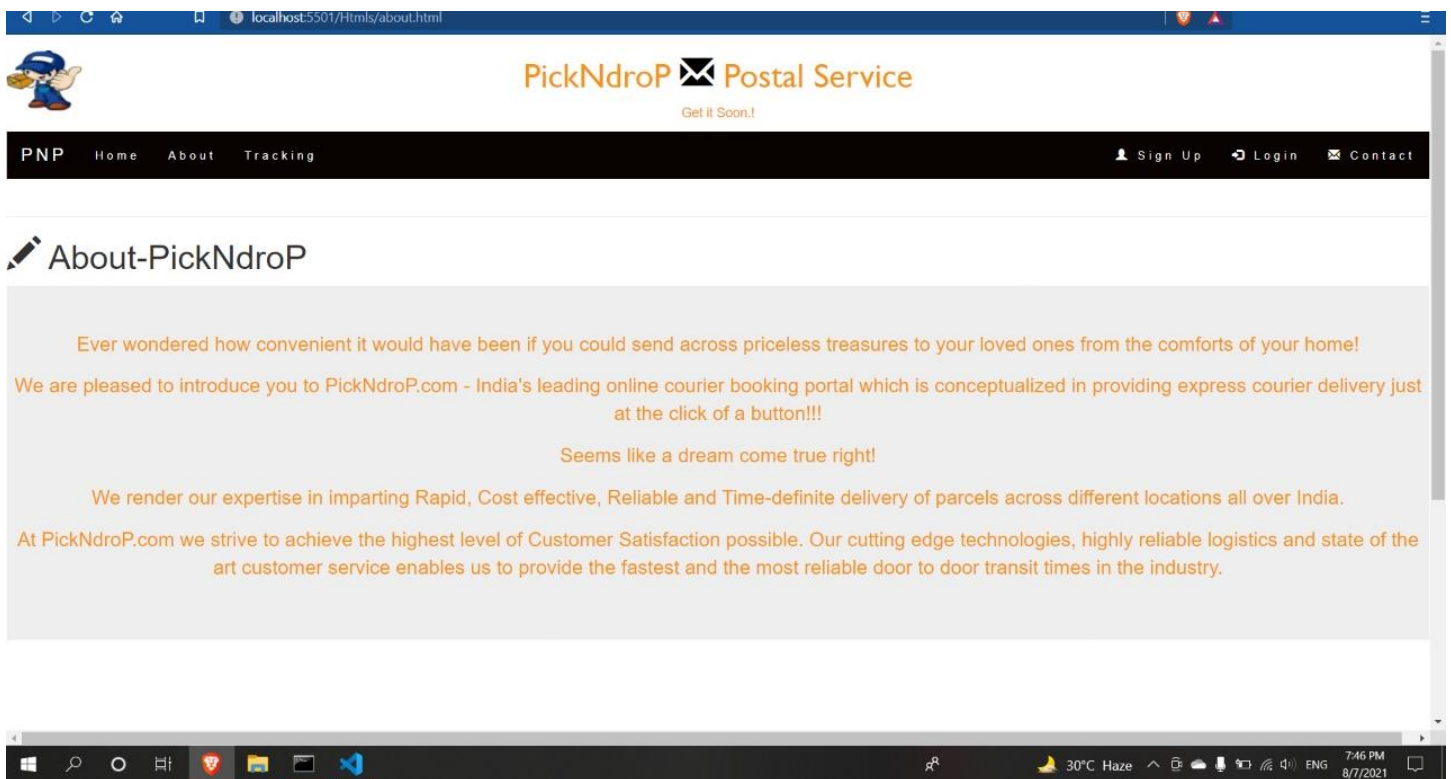 localhost:5501/Htmls/about.html
PickNdroP Postal Service
Get it Soon.!
PNP Home About Tracking Sign Up Login Contact
About-PickNdroP
Ever wondered how convenient it would have been if you could send across priceless treasures to your loved ones from the comforts of your home!
We are pleased to introduce you to PickNdroP.com - India's leading online courier booking portal which is conceptualized in providing express courier delivery just
at the click of a button!!!
Seems like a dream come true right!
We render our expertise in imparting Rapid, Cost effective, Reliable and Time-definite delivery of parcels across different locations all over India.
At PickNdroP.com we strive to achieve the highest level of Customer Satisfaction possible. Our cutting edge technologies, highly reliable logistics and state of the
art customer service enables us to provide the fastest and the most reliable door to door transit times in the industry.
30°C Haze ENG 7:46 PM
8/7/2021